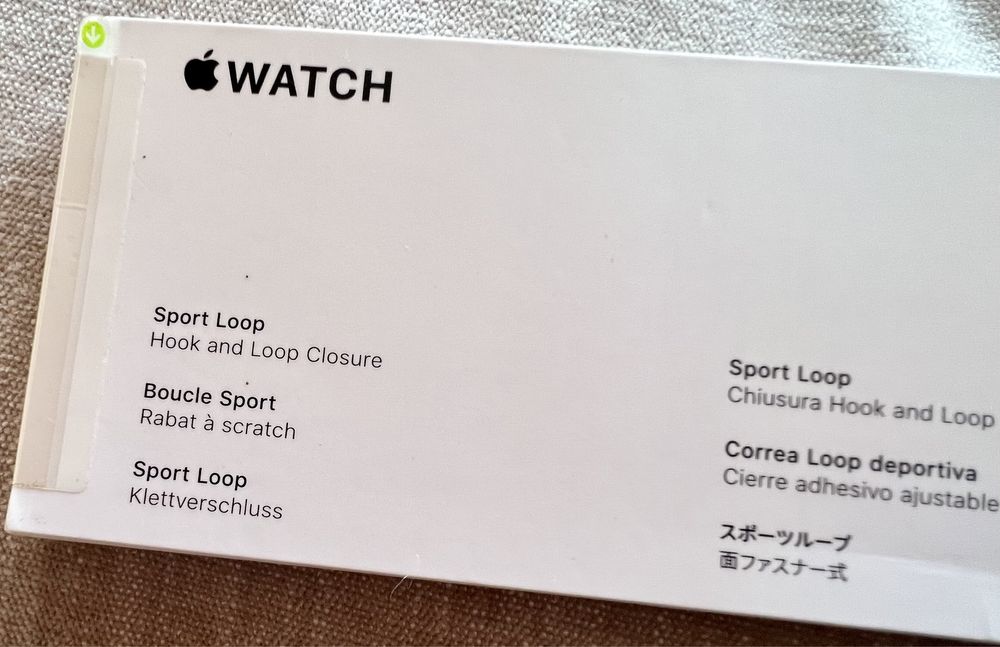 WATCH
Sport Loop
Hook and Loop Closure
Boucle Sport
Rabat à scratch
Sport Loop
Klettverschluss
Sport Loop
Chiusura Hook and Loop
Correa Loop deportiva
Cierre adhesivo ajustable
スポーツループ
面ファスナー式